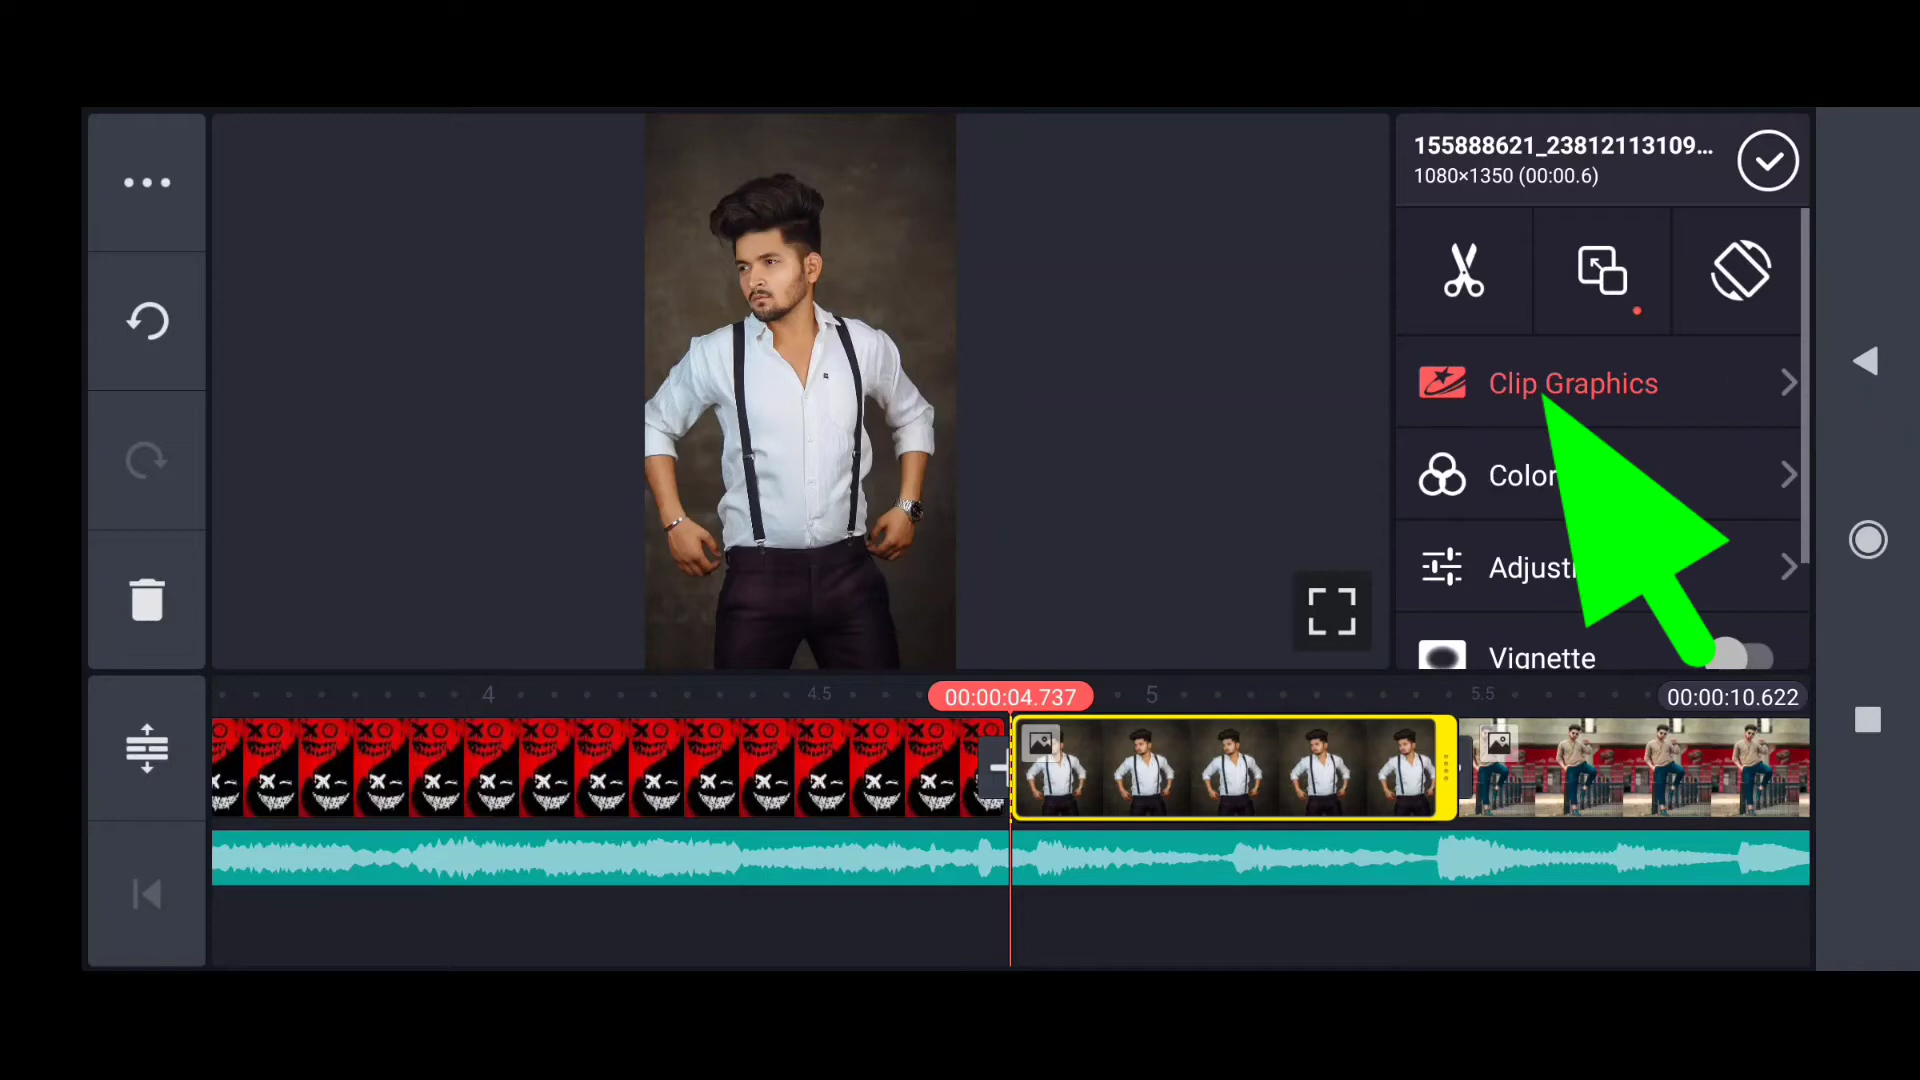 155888621_23812113109...
1080×1350 (00:00.6)
Clip Graphics
Color
Adjust
Vignette
4
4.5
00:00:04.737
5
5.5
00:00:10.622